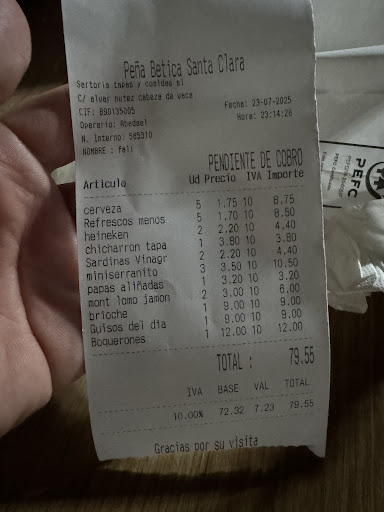 Peña Betica Santa Clara
Sartoria tapas y comidas sl
C/ alvar nuñez cabeza de vaca
CIF: B90135005 Fecha: 23-07-2025
Operario: Abedael Hora: 23:14:26
N. Interno: 585310
NOMBRE : Fali
PENDIENTE DE COBRO
Articulo Ud Precio IVA Importe
cerveza 5 1.75 10 8.75
Refrescos menos 5 1.70 10 8.50
heineken 2 2.20 10 4.40
chicharron tapa 1 3.80 10 3.80
Sardinas Vinagr 2 2.20 10 4.40
miniserranito 3 3.50 10 10.50
papas aliñadas 1 3.20 10 3.20
mont lomo jamon 2 3.00 10 6.00
brioche 1 9.00 10 9.00
Guisos del dia 1 9.00 10 9.00
Boquerones 1 12.00 10 12.00
TOTAL : 79.55
IVA BASE VAL TOTAL
10.00% 72.32 7.23 79.55
Gracias por su visita
PEFC